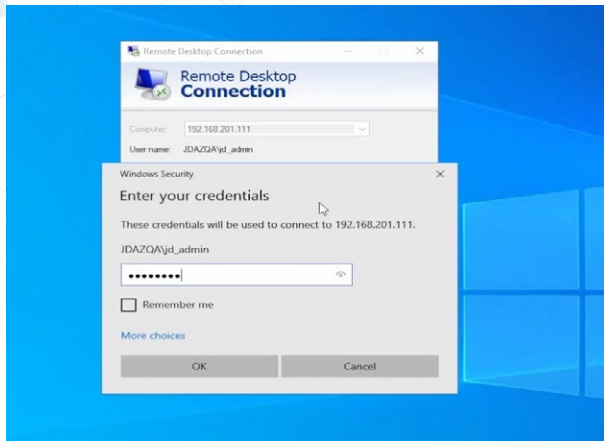 Remote Desktop Connection
Remote Desktop
Connection
Computer: 192.168.201.111
User name: JDAZQA\jd_admin
Windows Security
Enter your credentials
These credentials will be used to connect to 192.168.201.111.
JDAZQA\jd_admin
••••••••
Remember me
More choices
OK Cancel